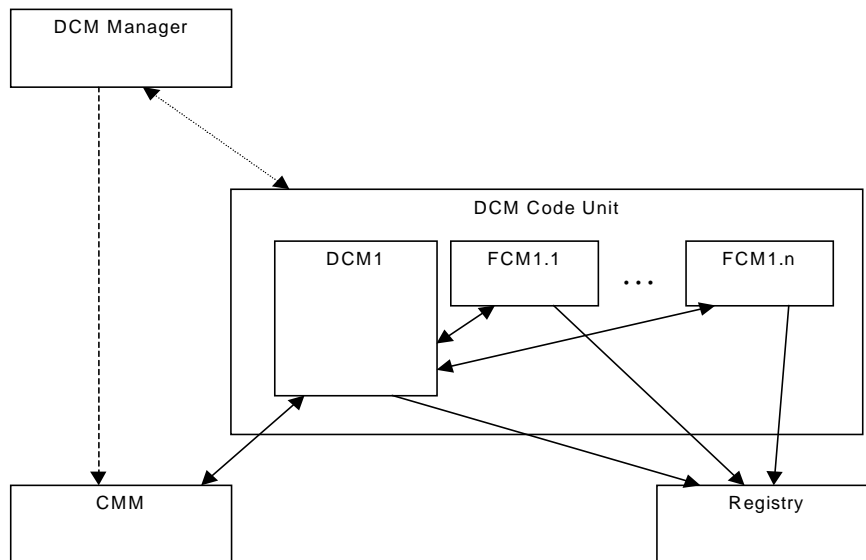 DCM Manager
DCM Code Unit
DCM1
FCM1.1
...
FCM1.n
CMM
Registry